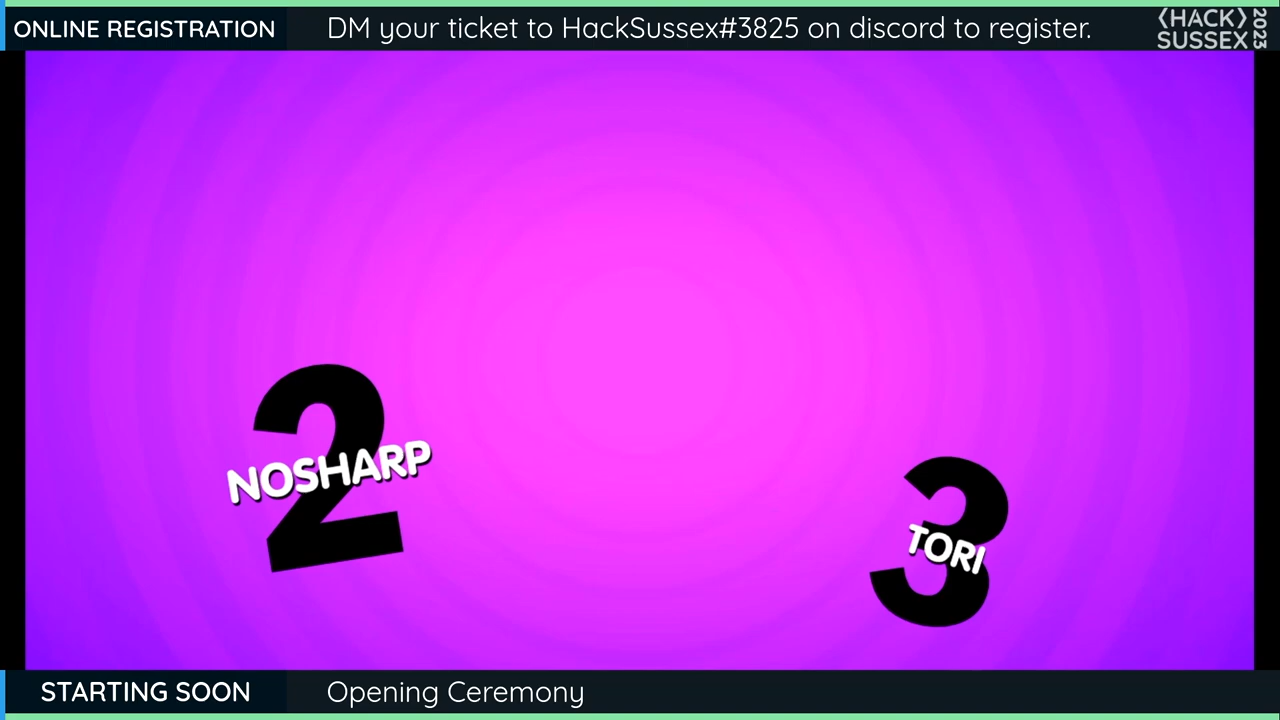 ONLINE REGISTRATION
DM your ticket to HackSussex#3825 on discord to register.
⟨HACK⟩
SUSSEX
2023
2
NOSHARP
3
TORI
STARTING SOON
Opening Ceremony